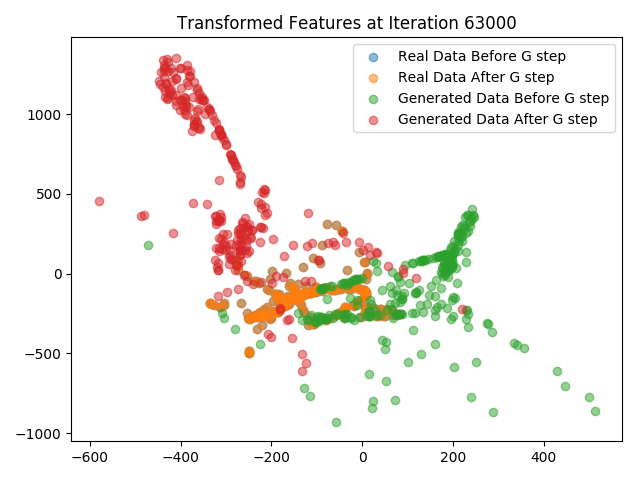 Transformed Features at Iteration 63000
Real Data Before G step
Real Data After G step
Generated Data Before G step
Generated Data After G step
1000
500
0
−500
−1000
−600 −400 −200 0 200 400